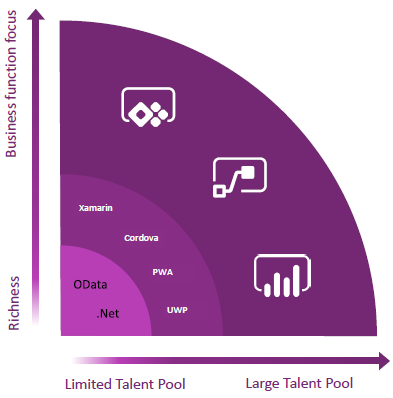 Business function focus
Richness
Xamarin
Cordova
PWA
UWP
OData
.Net
Limited Talent Pool
Large Talent Pool